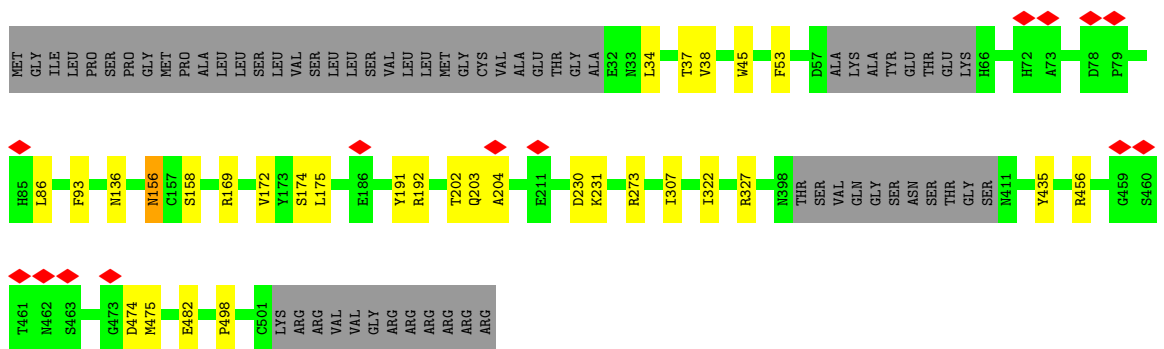 MET GLY ILE LEU PRO SER PRO GLY MET PRO ALA LEU LEU SER LEU VAL SER LEU LEU SER VAL LEU LEU MET GLY CYS VAL ALA GLU THR GLY ALA E32 N33 L34 T37 V38 W45 F53 D57 ALA LYS ALA TYR GLU THR GLU LYS H66 H72 A73 D78 P79
H85 L86 F93 N136 N156 C157 S158 R169 V172 Y173 S174 L175 E186 Y191 R192 T202 Q203 A204 E211 D230 K231 R273 I307 I322 R327 N398 THR SER VAL GLN GLY SER ASN SER THR GLY SER N411 Y435 R456 G459 S460
T461 N462 S463 G473 D474 M475 E482 P498 C501 LYS ARG ARG VAL VAL GLY ARG ARG ARG ARG ARG